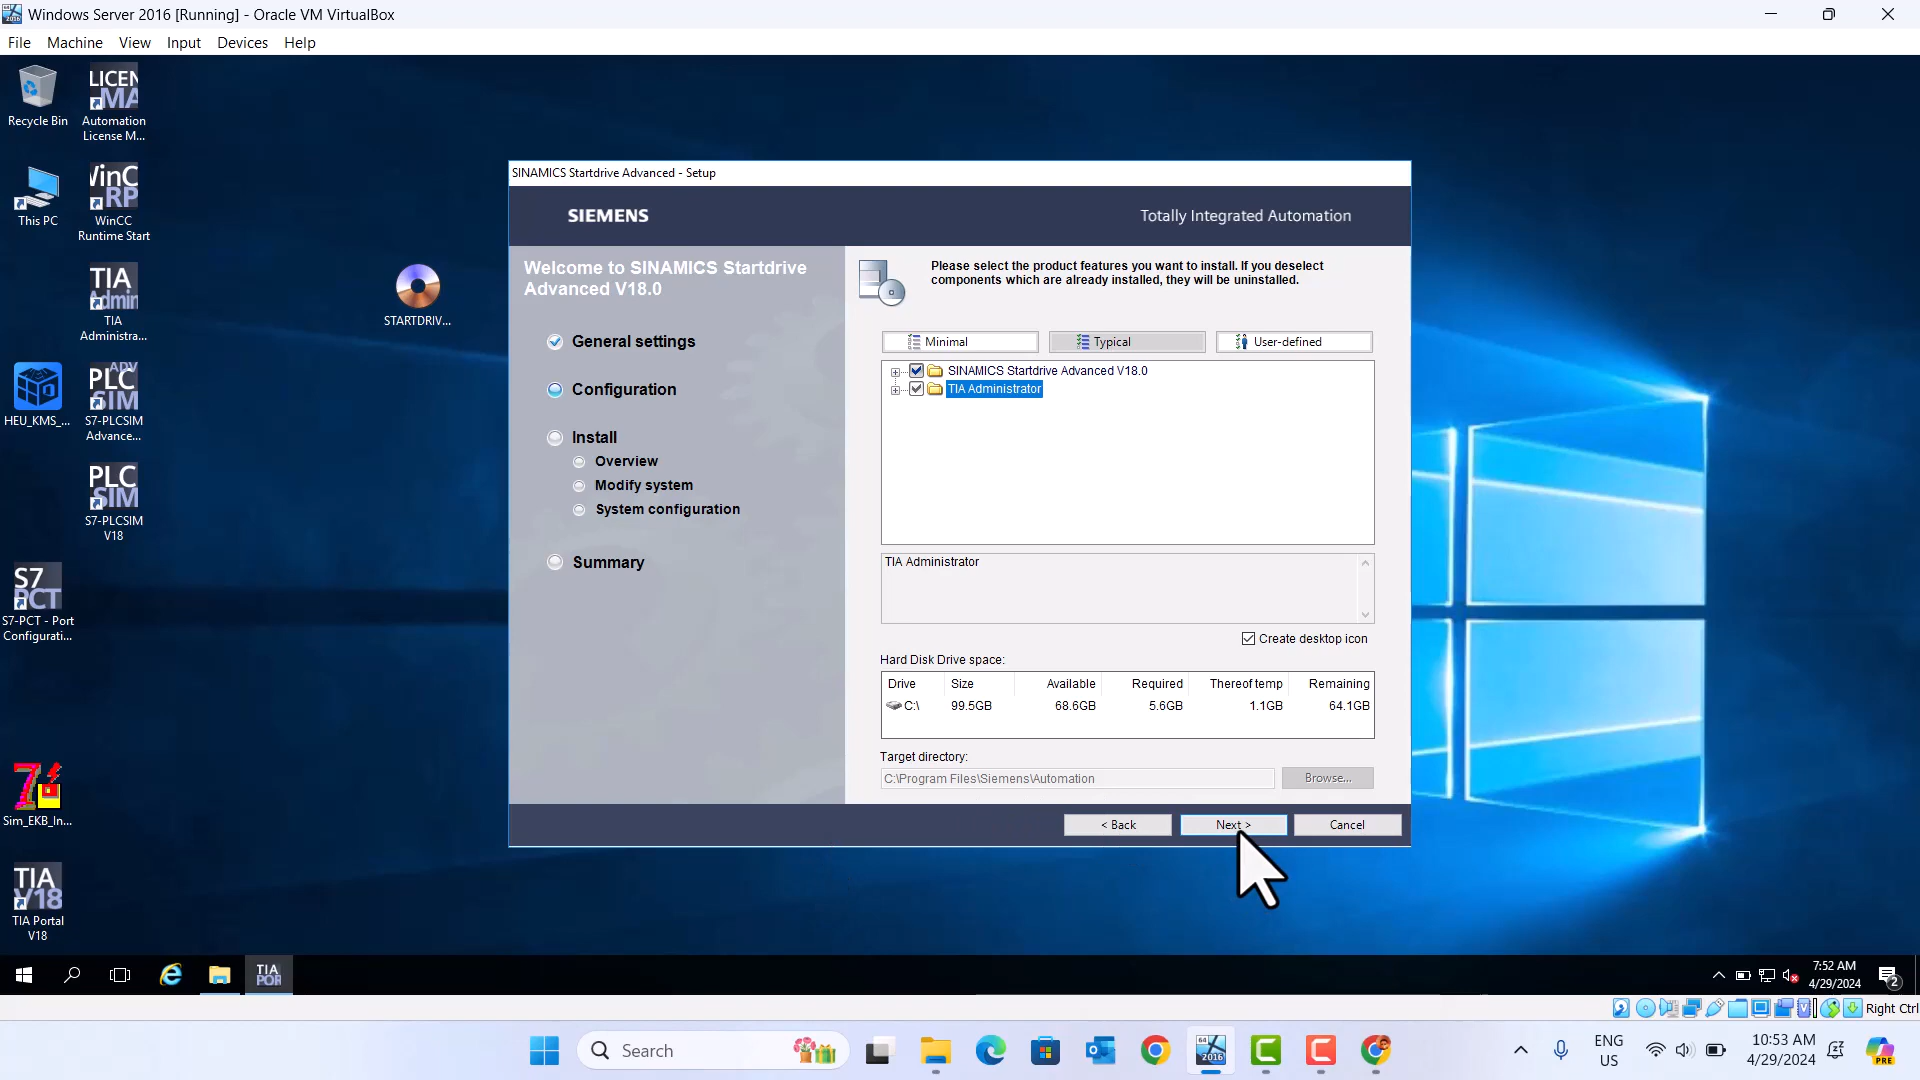 Windows Server 2016 [Running] - Oracle VM VirtualBox
File Machine View Input Devices Help
Recycle Bin
LICEN
MA
Automation
License M...
This PC
WinCC
Runtime Start
TIA
Admin
TIA
Administra...
STARTDRIV...
HEU_KMS_...
PLC
SIM
ADV
S7-PLCSIM
Advance...
PLC
SIM
S7-PLCSIM
V18
S7
PCT
S7-PCT - Port
Configurati...
Sim_EKB_In...
TIA
V18
TIA Portal
V18
SINAMICS Startdrive Advanced - Setup
SIEMENS
Totally Integrated Automation
Welcome to SINAMICS Startdrive
Advanced V18.0
General settings
Configuration
Install
Overview
Modify system
System configuration
Summary
Please select the product features you want to install. If you deselect
components which are already installed, they will be uninstalled.
Minimal Typical User-defined
SINAMICS Startdrive Advanced V18.0
TIA Administrator
TIA Administrator
Create desktop icon
Hard Disk Drive space:
Drive Size Available Required Thereof temp Remaining
C:\ 99.5GB 68.6GB 5.6GB 1.1GB 64.1GB
Target directory:
C:\Program Files\Siemens\Automation Browse...
< Back Next > Cancel
TIA
POR
7:52 AM
4/29/2024
2
Right Ctrl
Search
64
2016
ENG
US
10:53 AM
4/29/2024
PRE